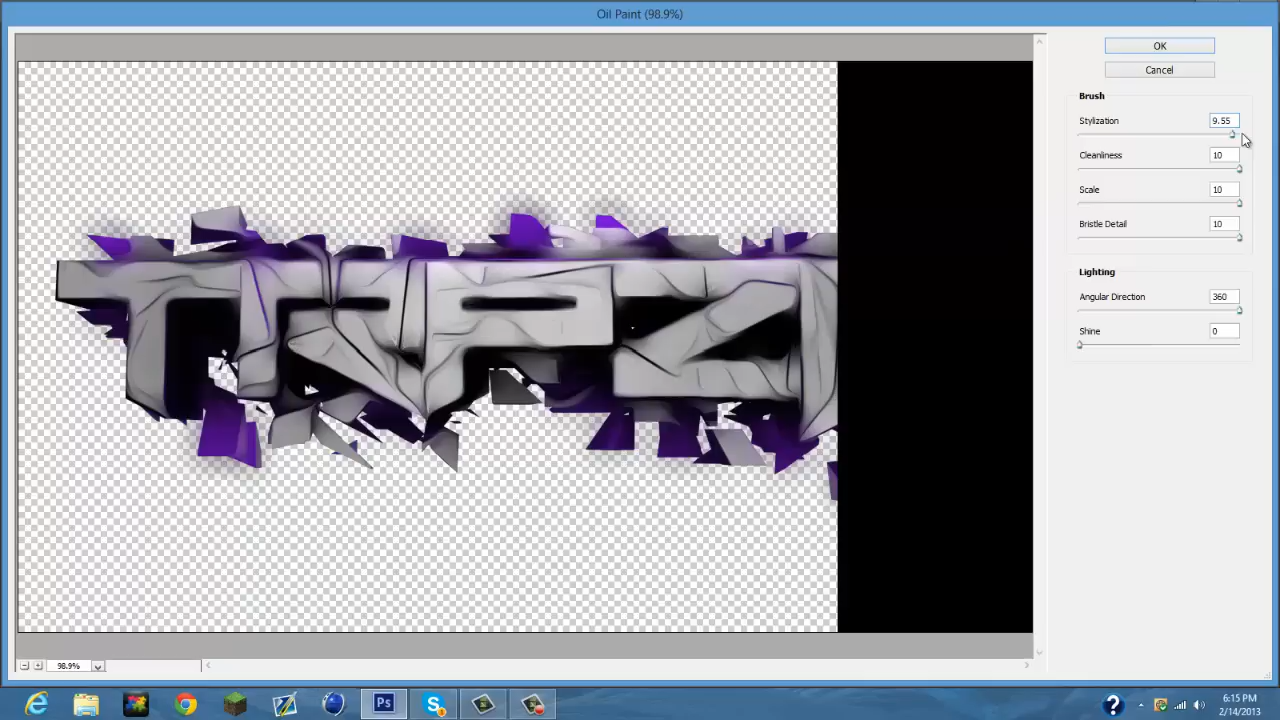 Oil Paint (98.9%)
OK
Cancel
Brush
Stylization 9.55
Cleanliness 10
Scale 10
Bristle Detail 10
Lighting
Angular Direction 360
Shine 0
98.9%
Ps
6:15 PM
2/14/2013